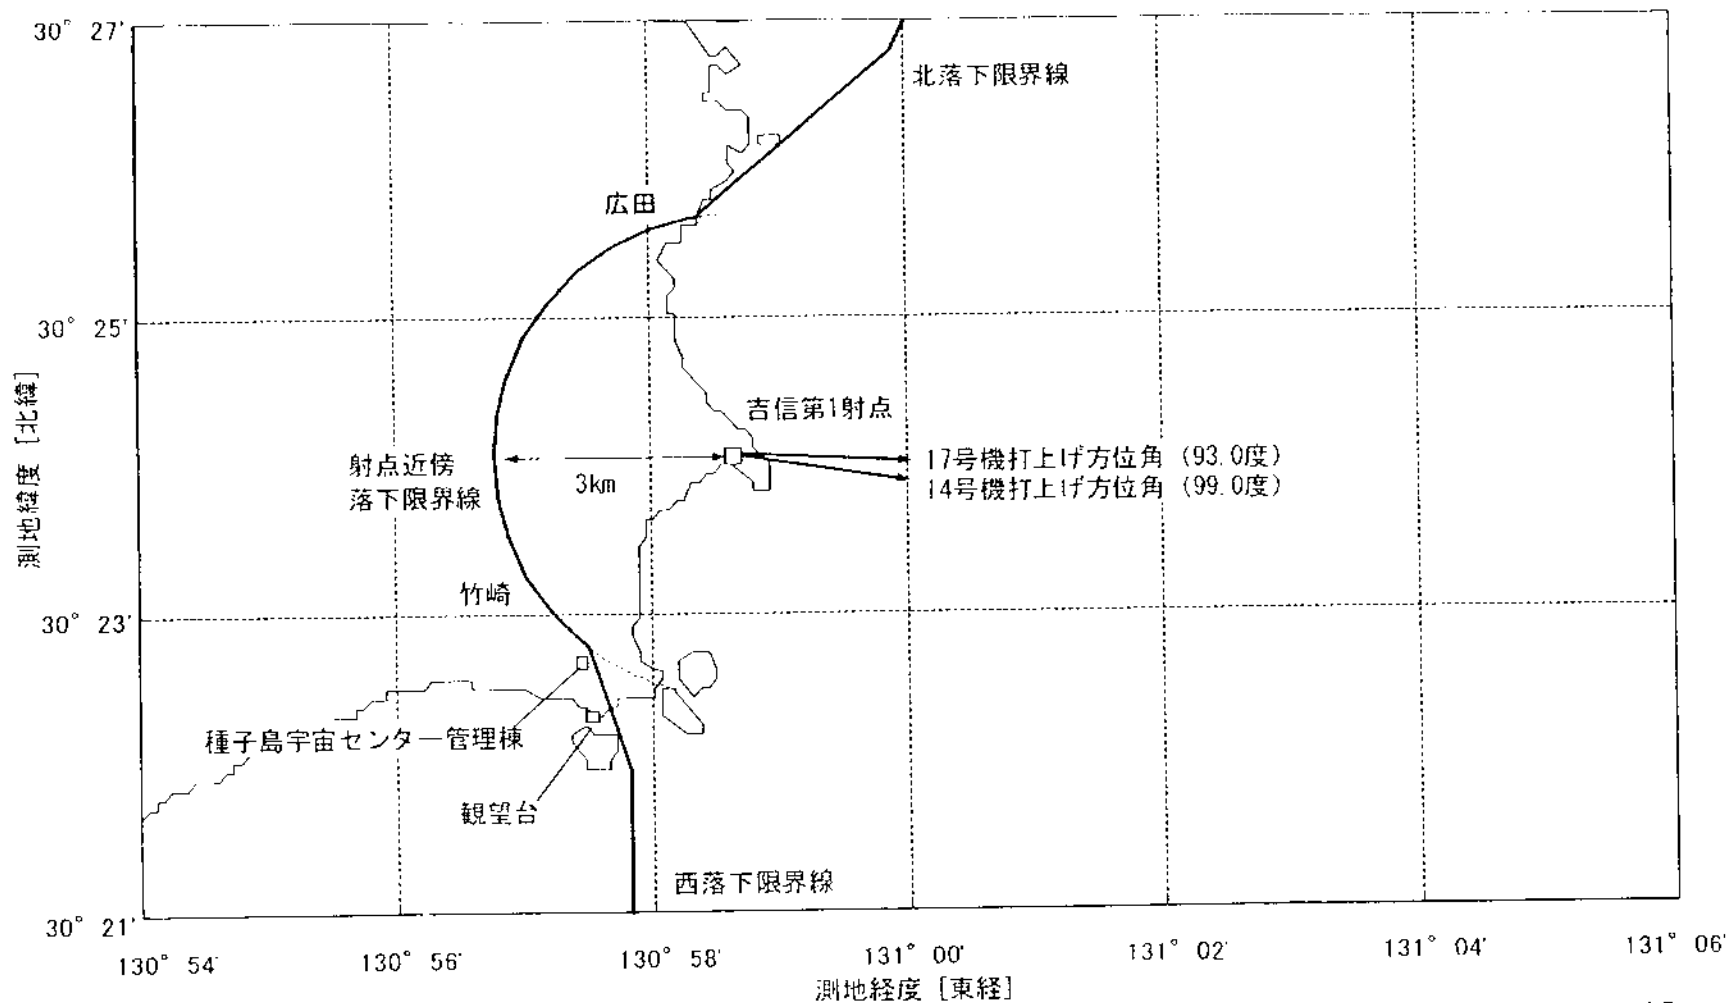 30° 27'
北落下限界線
広田
30° 25'
吉信第1射点
射点近傍
落下限界線
3km
17号機打上げ方位角 (93.0度)
14号機打上げ方位角 (99.0度)
測地緯度 [北緯]
竹崎
30° 23'
種子島宇宙センター管理棟
観望台
西落下限界線
30° 21'
130° 54'
130° 56'
130° 58'
131° 00'
131° 02'
131° 04'
131° 06'
測地経度 [東経]